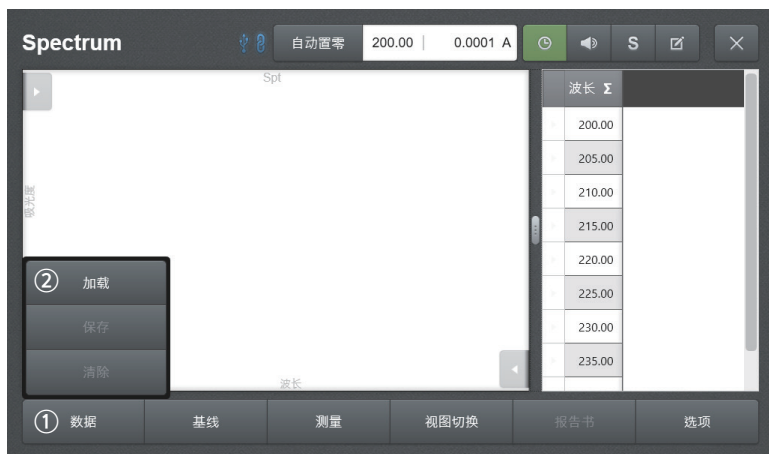 Spectrum 自动置零 200.00 0.0001 A S
Spt
吸光度
波长
② 加载
保存
清除
波长 Σ
200.00
205.00
210.00
215.00
220.00
225.00
230.00
235.00
① 数据 基线 测量 视图切换 报告书 选项